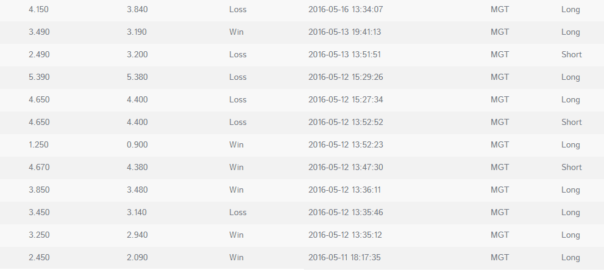 4.150 3.840 Loss 2016-05-16 13:34:07 MGT Long
3.490 3.190 Win 2016-05-13 19:41:13 MGT Long
2.490 3.200 Loss 2016-05-13 13:51:51 MGT Short
5.390 5.380 Loss 2016-05-12 15:29:26 MGT Long
4.650 4.400 Loss 2016-05-12 15:27:34 MGT Long
4.650 4.400 Loss 2016-05-12 13:52:52 MGT Short
1.250 0.900 Win 2016-05-12 13:52:23 MGT Long
4.670 4.380 Win 2016-05-12 13:47:30 MGT Short
3.850 3.480 Win 2016-05-12 13:36:11 MGT Long
3.450 3.140 Loss 2016-05-12 13:35:46 MGT Long
3.250 2.940 Win 2016-05-12 13:35:12 MGT Long
2.450 2.090 Win 2016-05-11 18:17:35 MGT Long